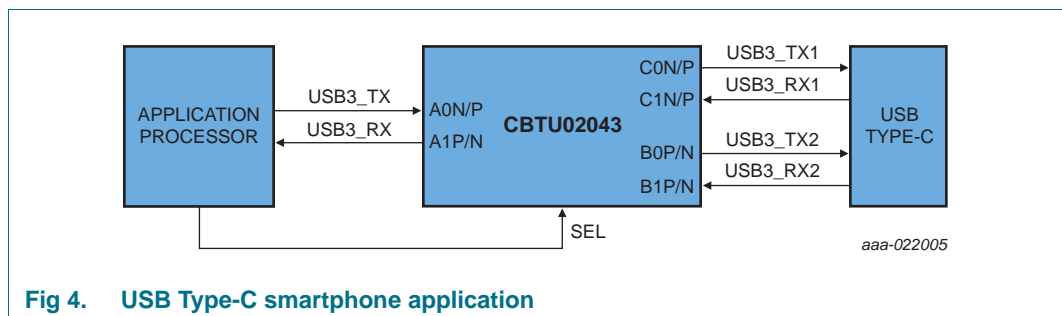 APPLICATION
PROCESSOR
USB3_TX
USB3_RX
A0N/P
A1P/N
CBTU02043
C0N/P
C1N/P
B0P/N
B1P/N
USB3_TX1
USB3_RX1
USB3_TX2
USB3_RX2
USB
TYPE-C
SEL
aaa-022005
Fig 4. USB Type-C smartphone application